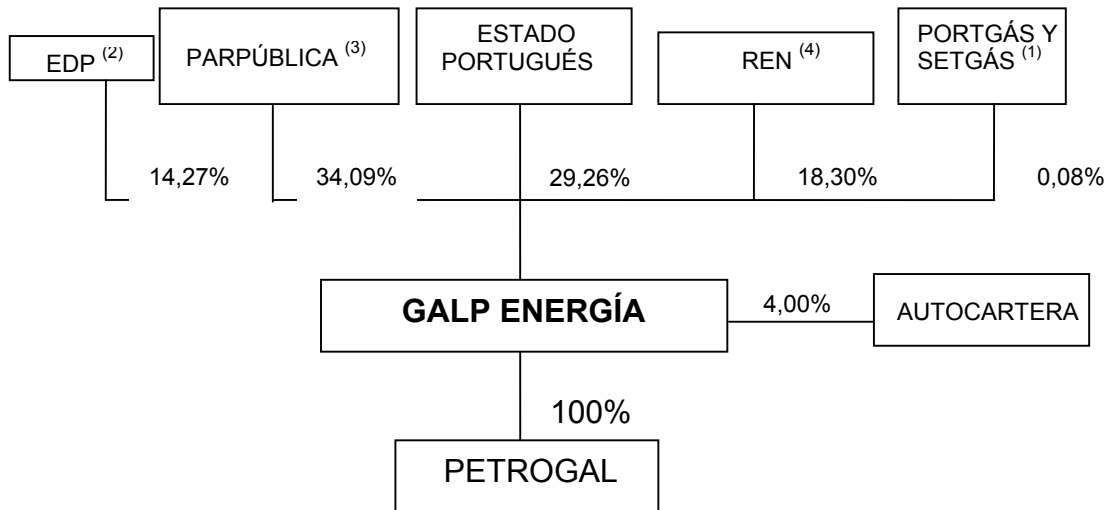 EDP (2)
PARPÚBLICA (3)
ESTADO
PORTUGUÉS
REN (4)
PORTGÁS Y
SETGÁS (1)
14,27%
34,09%
29,26%
18,30%
0,08%
GALP ENERGÍA
4,00%
AUTOCARTERA
100%
PETROGAL